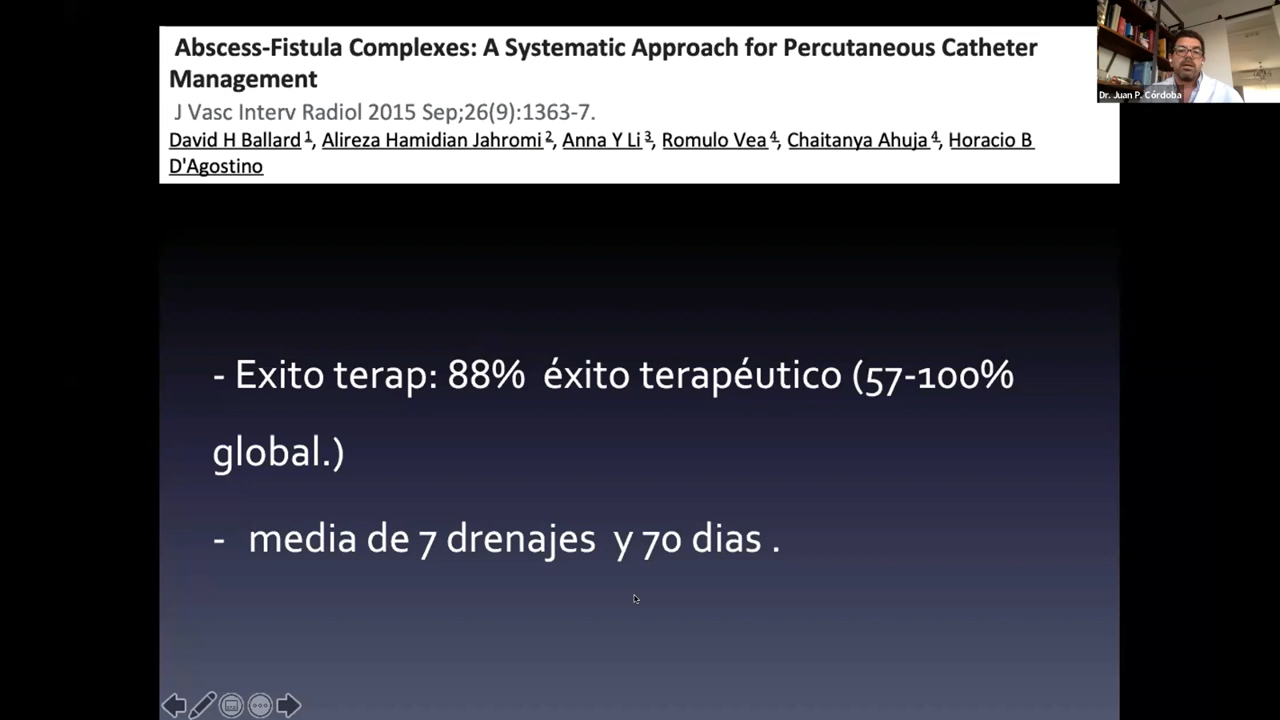 Abscess-Fistula Complexes: A Systematic Approach for Percutaneous Catheter
Management
J Vasc Interv Radiol 2015 Sep;26(9):1363-7.
David H Ballard 1, Alireza Hamidian Jahromi 2, Anna Y Li 3, Romulo Vea 4, Chaitanya Ahuja 4, Horacio B
D'Agostino
Dr. Juan P. Córdoba
- Exito terap: 88% éxito terapéutico (57-100%
global.)
- media de 7 drenajes y 70 dias .